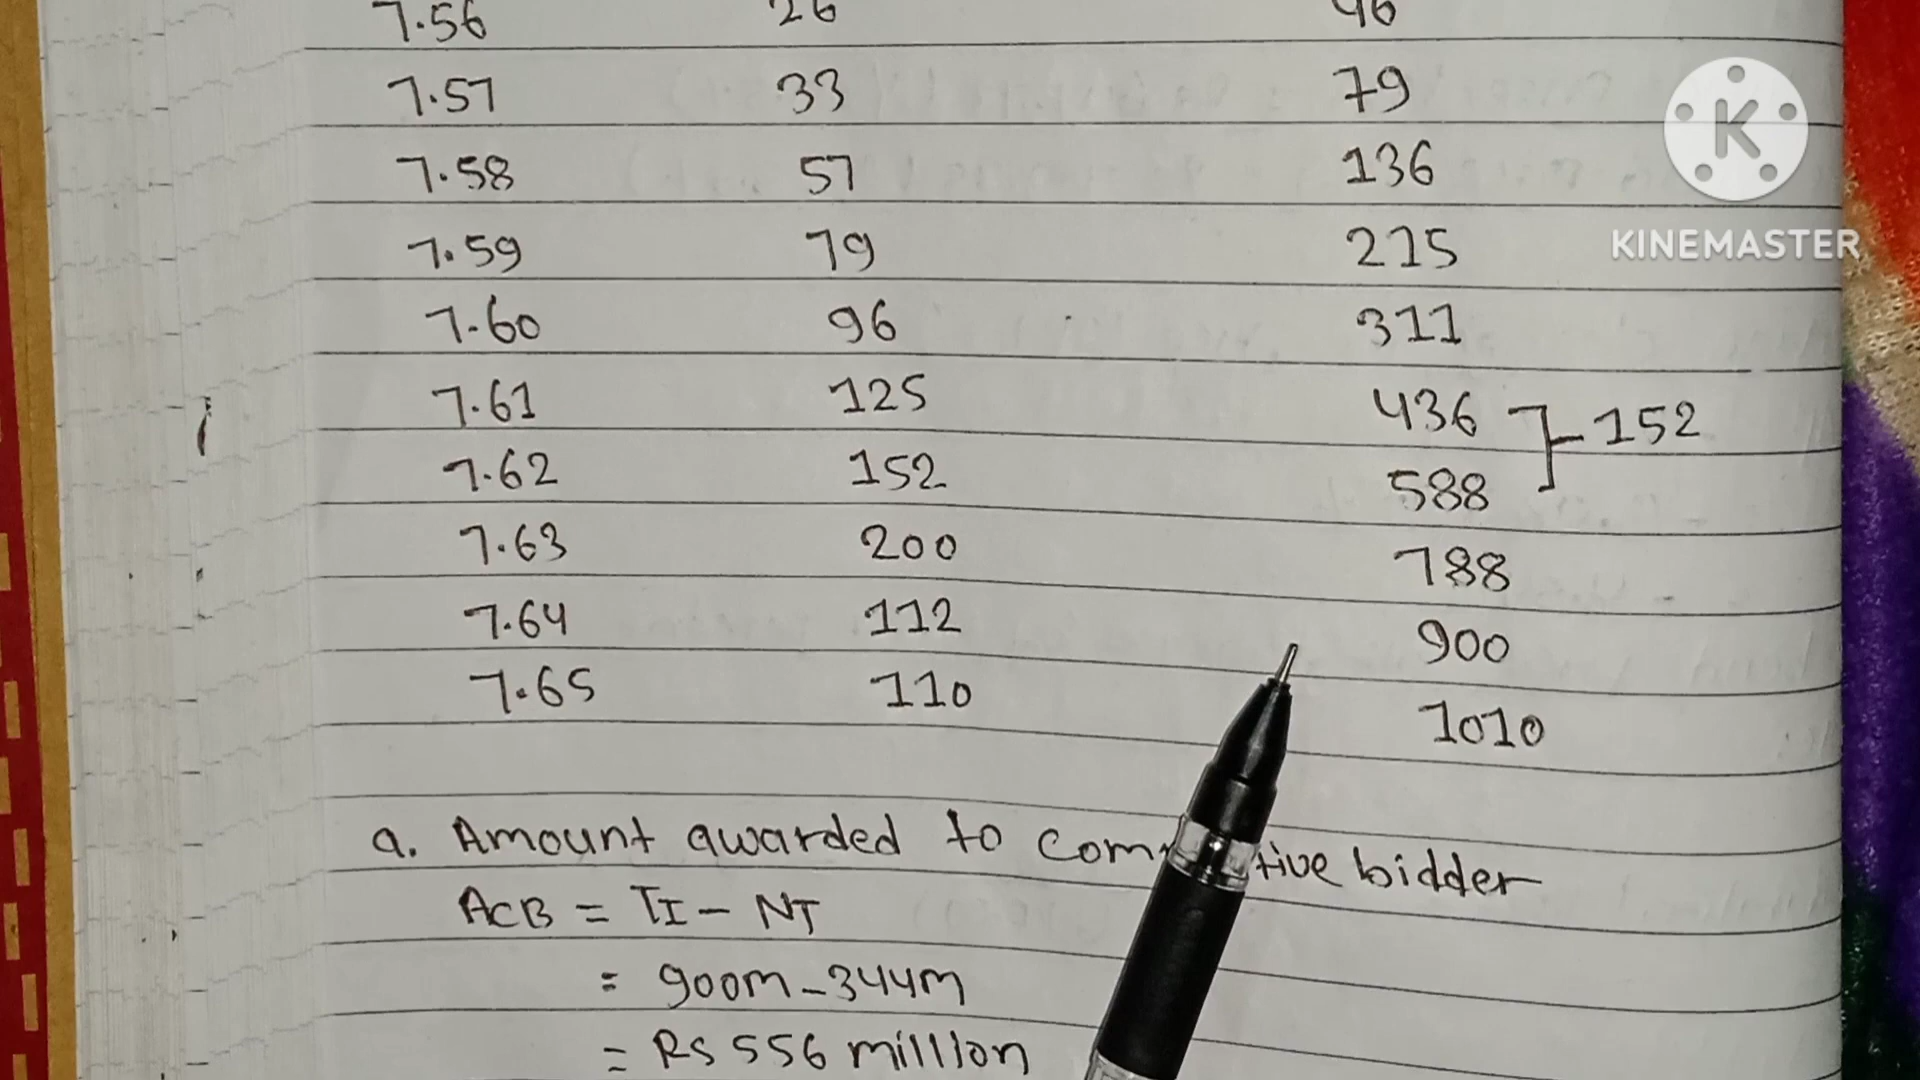 7.56 26 46
7.57 33 79
7.58 57 136
7.59 79 215
7.60 96 311
7.61 125 436
152
7.62 152 588
7.63 200 788
7.64 112 900
7.65 110 1010
a. Amount awarded to com tive bidder
ACB = TI - NT
= 900m - 344m
= Rs 556 million
K
KINEMASTER